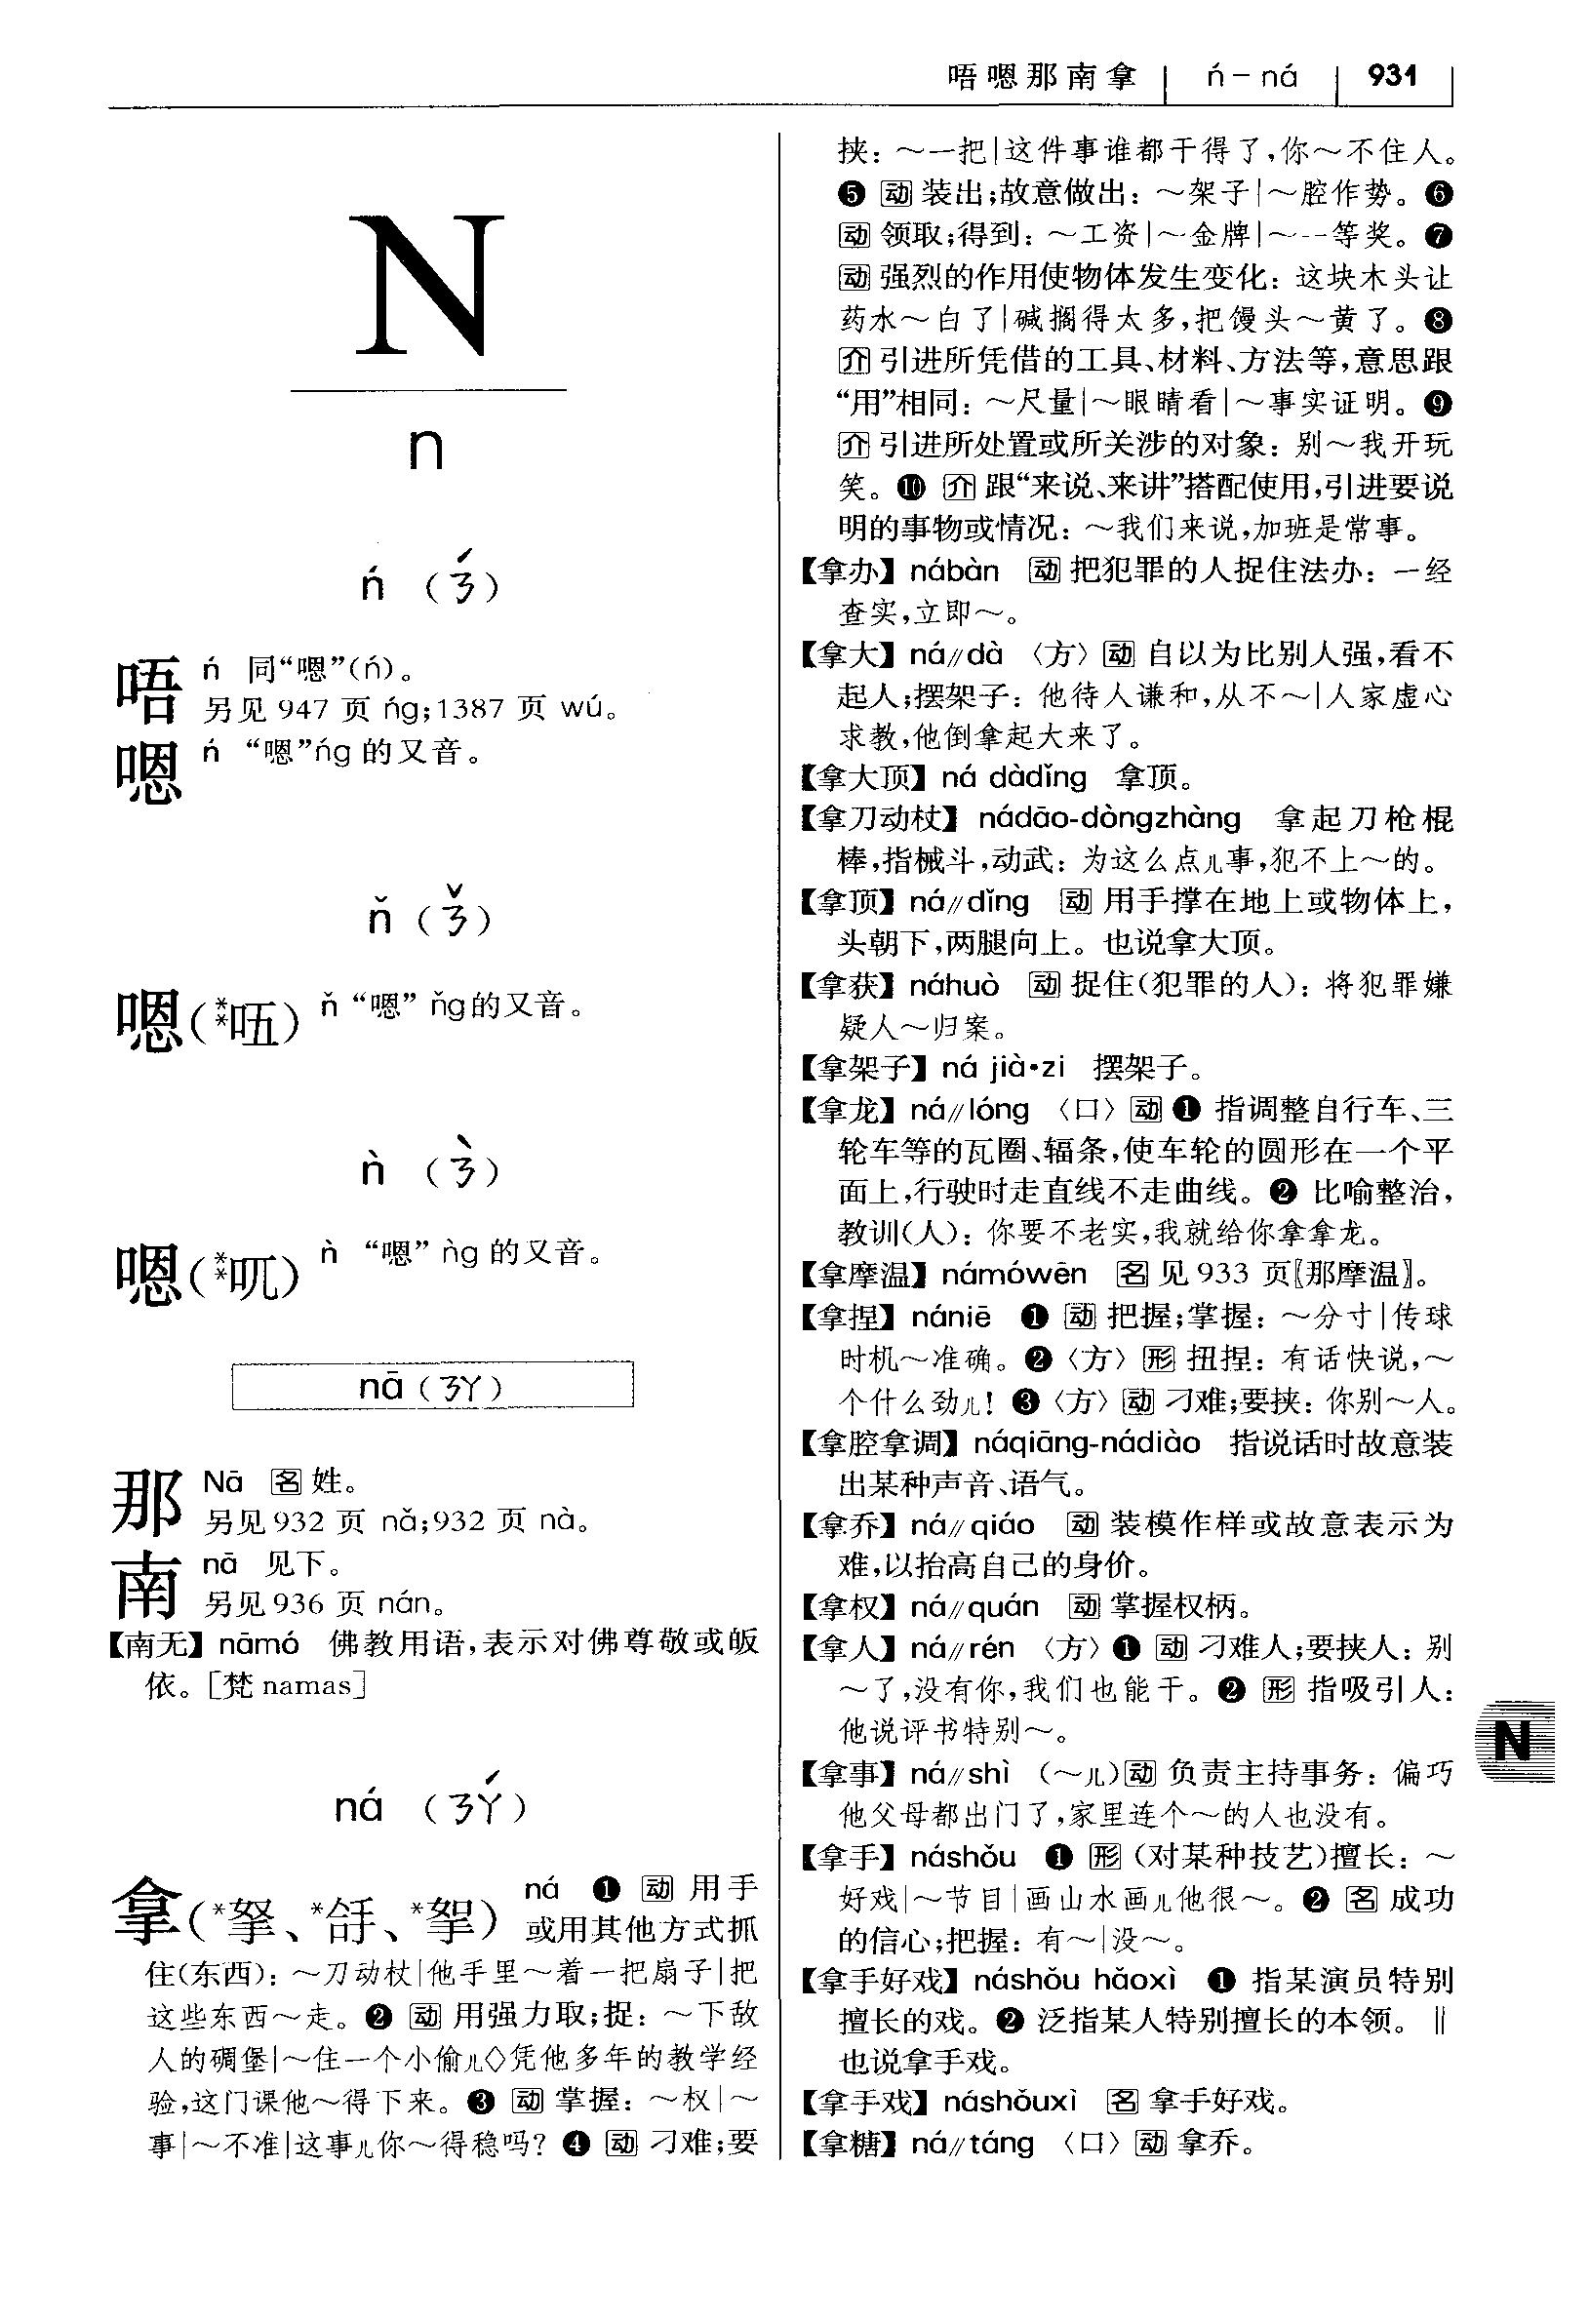 唔嗯那南拿 ń－ná 931
N
n
ń （ㄋˊ）
唔 ń 同“嗯”(ń)。
另见 947 页 ńg;1387 页 wú。
嗯 ń “嗯”ńg 的又音。
ň （ㄋˇ）
嗯(**㕶) ň “嗯” ňg的又音。
ǹ （ㄋˋ）
嗯(**呒) ǹ “嗯” ǹg 的又音。
nā（ㄋㄚ）
那 Nā 名 姓。
另见 932 页 nǎ;932 页 nà。
南 nā 见下。
另见 936 页 nán。
【南无】nāmó 佛教用语,表示对佛尊敬或皈
依。[梵 namas]
ná （ㄋㄚˊ）
拿(*拏、*㧱、*挐) ná ❶ 动 用手
或用其他方式抓
住(东西)：～刀动杖|他手里～着一把扇子|把
这些东西～走。❷ 动 用强力取;捉：～下敌
人的碉堡|～住一个小偷儿◇凭他多年的教学经
验,这门课他～得下来。❸ 动 掌握：～权|～
事|～不准|这事儿你～得稳吗? ❹ 动 刁难;要
挟：～一把|这件事谁都干得了,你～不住人。
❺ 动 装出;故意做出：～架子|～腔作势。❻
动 领取;得到：～工资|～金牌|～一等奖。❼
动 强烈的作用使物体发生变化：这块木头让
药水～白了|碱搁得太多,把馒头～黄了。❽
介 引进所凭借的工具、材料、方法等,意思跟
“用”相同：～尺量|～眼睛看|～事实证明。❾
介 引进所处置或所关涉的对象：别～我开玩
笑。❿ 介 跟“来说、来讲”搭配使用,引进要说
明的事物或情况：～我们来说,加班是常事。
【拿办】nábàn 动 把犯罪的人捉住法办：一经
查实,立即～。
【拿大】ná//dà 〈方〉动 自以为比别人强,看不
起人;摆架子：他待人谦和,从不～|人家虚心
求教,他倒拿起大来了。
【拿大顶】ná dàdǐng 拿顶。
【拿刀动杖】nádāo-dòngzhàng 拿起刀枪棍
棒,指械斗,动武：为这么点儿事,犯不上～的。
【拿顶】ná//dǐng 动 用手撑在地上或物体上,
头朝下,两腿向上。也说拿大顶。
【拿获】náhuò 动 捉住(犯罪的人)：将犯罪嫌
疑人～归案。
【拿架子】ná jià•zi 摆架子。
【拿龙】ná//lóng 〈口〉动 ❶ 指调整自行车、三
轮车等的瓦圈、辐条,使车轮的圆形在一个平
面上,行驶时走直线不走曲线。❷ 比喻整治,
教训(人)：你要不老实,我就给你拿拿龙。
【拿摩温】námówēn 名 见 933 页〖那摩温〗。
【拿捏】nániē ❶ 动 把握;掌握：～分寸|传球
时机～准确。❷〈方〉形 扭捏：有话快说,～
个什么劲儿! ❸〈方〉动 刁难;要挟：你别～人。
【拿腔拿调】náqiāng-nádiào 指说话时故意装
出某种声音、语气。
【拿乔】ná//qiáo 动 装模作样或故意表示为
难,以抬高自己的身价。
【拿权】ná//quán 动 掌握权柄。
【拿人】ná//rén 〈方〉❶ 动 刁难人;要挟人：别
～了,没有你,我们也能干。❷ 形 指吸引人：
他说评书特别～。
【拿事】ná//shì （～儿)动 负责主持事务：偏巧
他父母都出门了,家里连个～的人也没有。
【拿手】náshǒu ❶ 形 (对某种技艺)擅长：～
好戏|～节目|画山水画儿他很～。❷ 名 成功
的信心;把握：有～|没～。
【拿手好戏】náshǒu hǎoxì ❶ 指某演员特别
擅长的戏。❷ 泛指某人特别擅长的本领。‖
也说拿手戏。
【拿手戏】náshǒuxì 名 拿手好戏。
【拿糖】ná//táng 〈口〉动 拿乔。
N